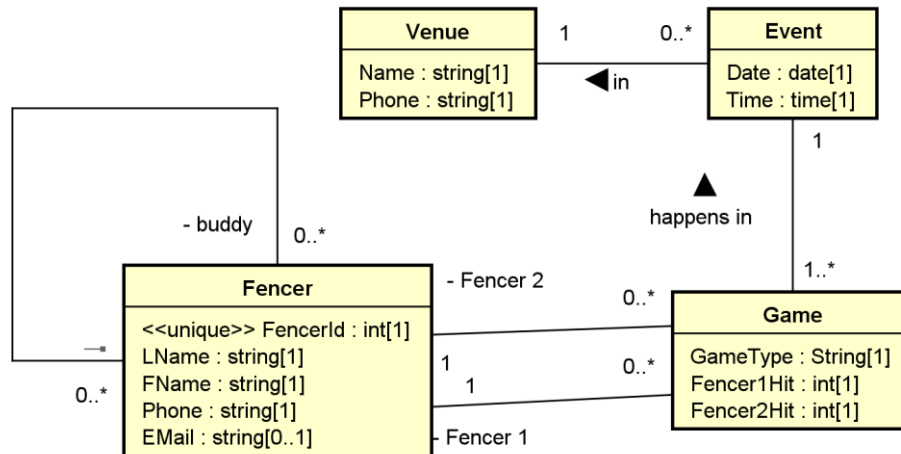 Venue
Name : string[1]
Phone : string[1]
1
0..*
in
Event
Date : date[1]
Time : time[1]
1
happens in
1..*
- buddy
0..*
0..*
Fencer
<<unique>> FencerId : int[1]
LName : string[1]
FName : string[1]
Phone : string[1]
EMail : string[0..1]
- Fencer 2
0..*
1
1
0..*
- Fencer 1
Game
GameType : String[1]
Fencer1Hit : int[1]
Fencer2Hit : int[1]